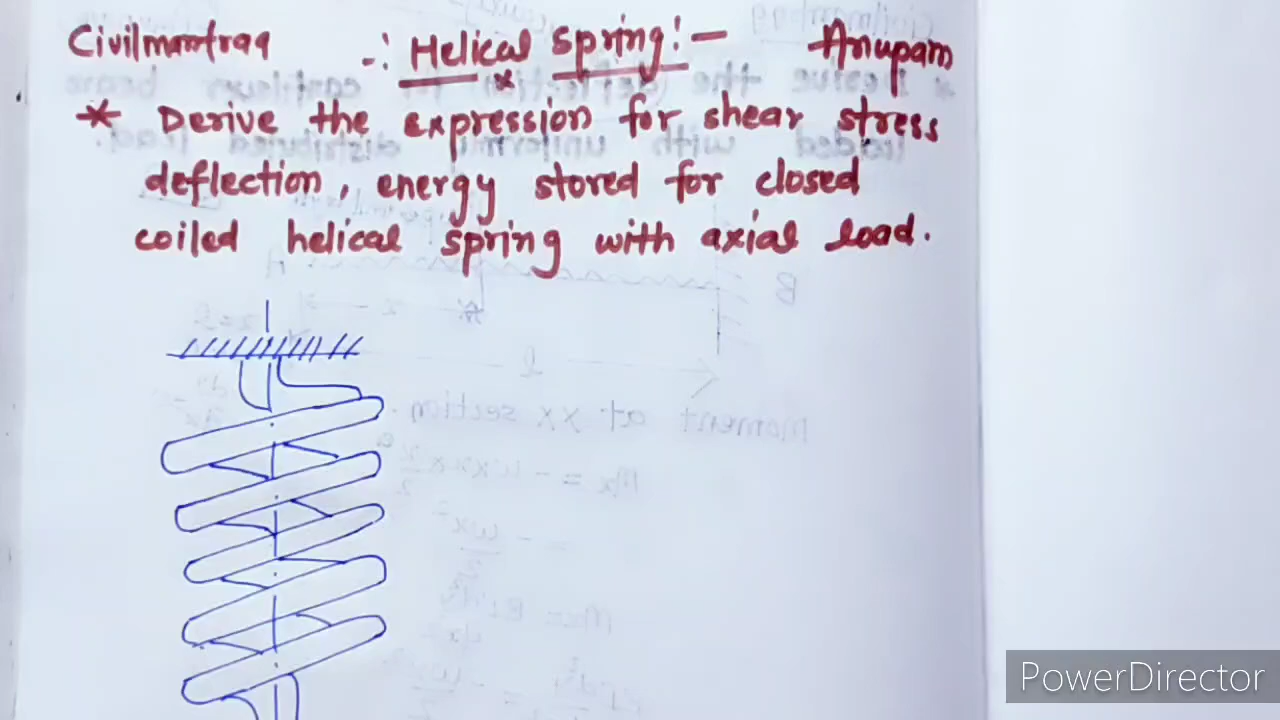 Civilmantraa -: Helical spring:- Anupam
* Derive the expression for shear stress
deflection, energy stored for closed
coiled helical spring with axial load.
PowerDirector